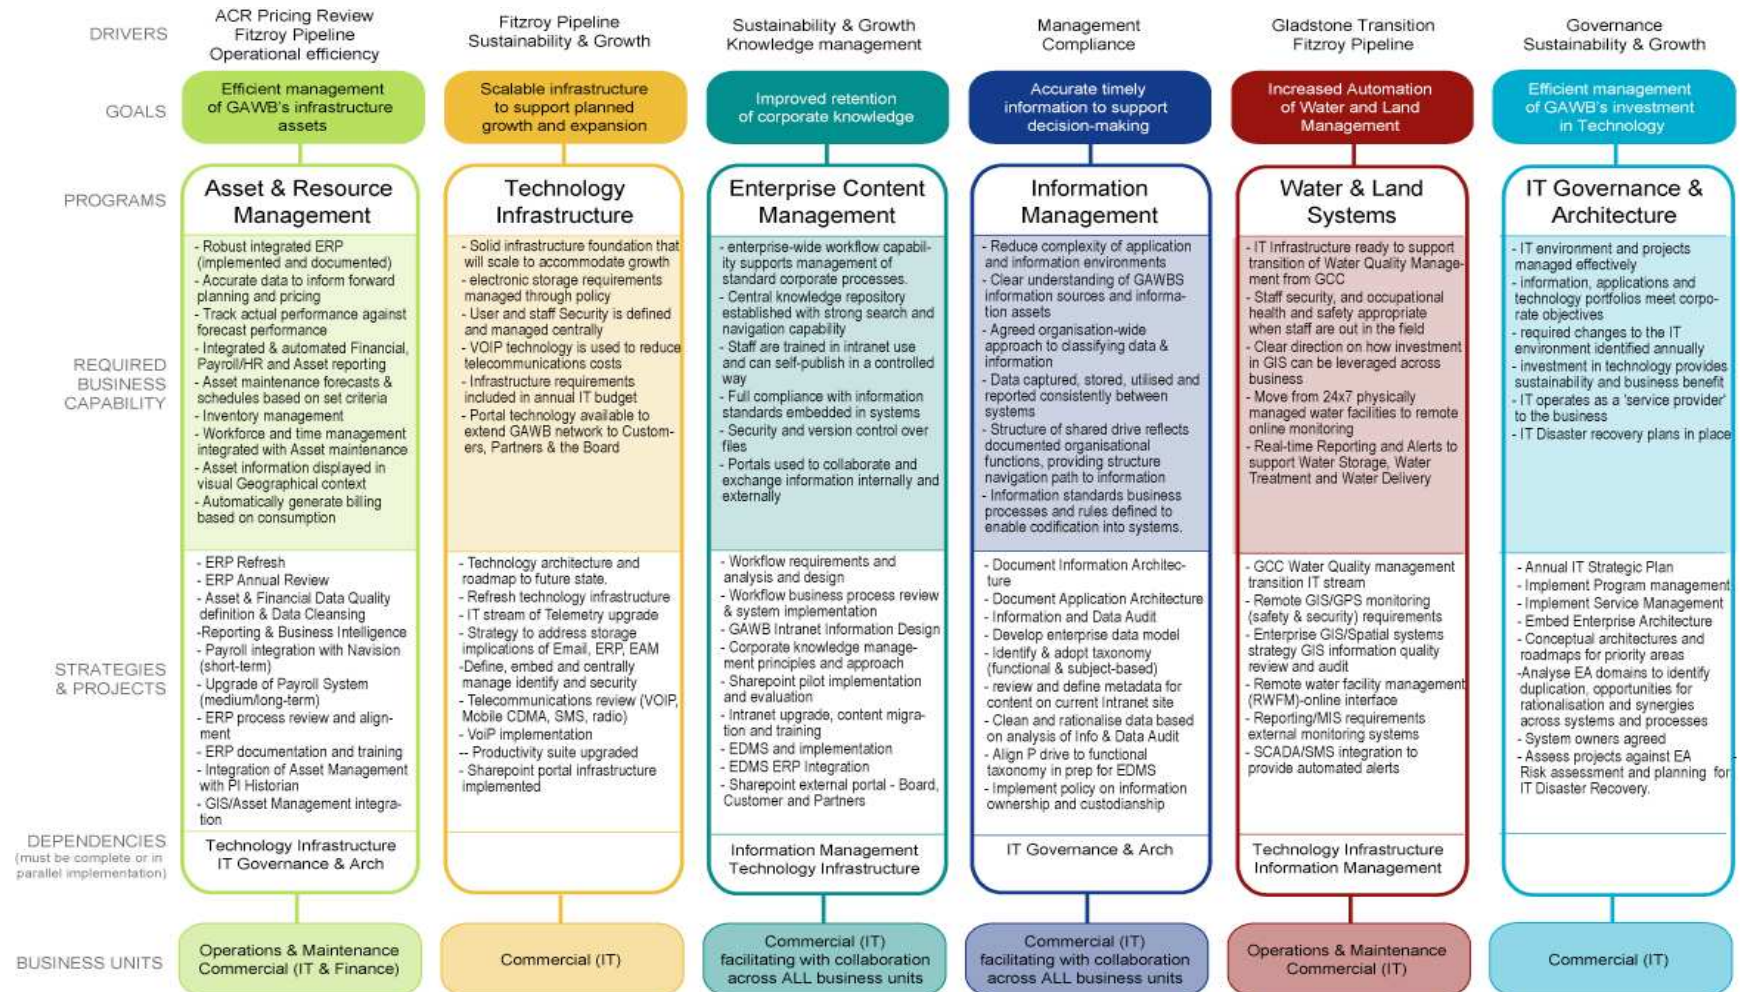 DRIVERS
ACR Pricing Review
Fitzroy Pipeline
Operational efficiency
Fitzroy Pipeline
Sustainability & Growth
Sustainability & Growth
Knowledge management
Management
Compliance
Gladstone Transition
Fitzroy Pipeline
Governance
Sustainability & Growth
GOALS
Efficient management
of GAWB's infrastructure
assets
Scalable infrastructure
to support planned
growth and expansion
Improved retention
of corporate knowledge
Accurate timely
information to support
decision-making
Increased Automation
of Water and Land
Management
Efficient management
of GAWB's investment
in Technology
PROGRAMS
Asset & Resource
Management
Technology
Infrastructure
Enterprise Content
Management
Information
Management
Water & Land
Systems
IT Governance &
Architecture
REQUIRED
BUSINESS
CAPABILITY
- Robust integrated ERP
(implemented and documented)
- Accurate data to inform forward
planning and pricing
- Track actual performance against
forecast performance
- Integrated & automated Financial,
Payroll/HR and Asset reporting
- Asset maintenance forecasts &
schedules based on set criteria
- Inventory management
- Workforce and time management
integrated with Asset maintenance
- Asset information displayed in
visual Geographical context
- Automatically generate billing
based on consumption
- Solid infrastructure foundation that
will scale to accommodate growth
- electronic storage requirements
managed through policy
- User and staff Security is defined
and managed centrally
- VOIP technology is used to reduce
telecommunications costs
- Infrastructure requirements
included in annual IT budget
- Portal technology available to
extend GAWB network to Custom-
ers, Partners & the Board
- enterprise-wide workflow capabil-
ity supports management of
standard corporate processes.
- Central knowledge repository
established with strong search and
navigation capability
- Staff are trained in intranet use
and can self-publish in a controlled
way
- Full compliance with information
standards embedded in systems
- Security and version control over
files
- Portals used to collaborate and
exchange information internally and
externally
- Reduce complexity of application
and information environments
- Clear understanding of GAWBS
information sources and informa-
tion assets
- Agreed organisation-wide
approach to classifying data &
information
- Data captured, stored, utilised and
reported consistently between
systems
- Structure of shared drive reflects
documented organisational
functions, providing structure
navigation path to information
- Information standards business
processes and rules defined to
enable codification into systems.
- IT Infrastructure ready to support
transition of Water Quality Manage-
ment from GCC
- Staff security, and occupational
health and safety appropriate
when staff are out in the field
- Clear direction on how investment
in GIS can be leveraged across
business
- Move from 24x7 physically
managed water facilities to remote
online monitoring
- Real-time Reporting and Alerts to
support Water Storage, Water
Treatment and Water Delivery
- IT environment and projects
managed effectively
- information, applications and
technology portfolios meet corpo-
rate objectives
- required changes to the IT
environment identified annually
- investment in technology provides
sustainability and business benefit
- IT operates as a 'service provider'
to the business
- IT Disaster recovery plans in place
STRATEGIES
& PROJECTS
- ERP Refresh
- ERP Annual Review
- Asset & Financial Data Quality
definition & Data Cleansing
-Reporting & Business Intelligence
- Payroll integration with Navision
(short-term)
- Upgrade of Payroll System
(medium/long-term)
- ERP process review and align-
ment
- ERP documentation and training
- Integration of Asset Management
with PI Historian
- GIS/Asset Management integra-
tion
- Technology architecture and
roadmap to future state.
- Refresh technology infrastructure
- IT stream of Telemetry upgrade
- Strategy to address storage
implications of Email, ERP, EAM
-Define, embed and centrally
manage identify and security
- Telecommunications review (VOIP,
Mobile CDMA, SMS, radio)
- VoiP implementation
-- Productivity suite upgraded
- Sharepoint portal infrastructure
implemented
- Workflow requirements and
analysis and design
- Workflow business process review
& system implementation
- GAWB Intranet Information Design
- Corporate knowledge manage-
ment principles and approach
- Sharepoint pilot implementation
and evaluation
- Intranet upgrade, content migra-
tion and training
- EDMS and implementation
- EDMS ERP Integration
- Sharepoint external portal - Board,
Customer and Partners
- Document Information Architec-
ture
- Document Application Architecture
- Information and Data Audit
- Develop enterprise data model
- Identify & adopt taxonomy
(functional & subject-based)
- review and define metadata for
content on current Intranet site
- Clean and rationalise data based
on analysis of Info & Data Audit
- Align P drive to functional
taxonomy in prep for EDMS
- Implement policy on information
ownership and custodianship
- GCC Water Quality management
transition IT stream
- Remote GIS/GPS monitoring
(safety & security) requirements
- Enterprise GIS/Spatial systems
strategy GIS information quality
review and audit
- Remote water facility management
(RWFM)-online interface
- Reporting/MIS requirements
external monitoring systems
- SCADA/SMS integration to
provide automated alerts
- Annual IT Strategic Plan
- Implement Program management
- Implement Service Management
- Embed Enterprise Architecture
- Conceptual architectures and
roadmaps for priority areas
-Analyse EA domains to identify
duplication, opportunities for
rationalisation and synergies
across systems and processes
- System owners agreed
- Assess projects against EA -
Risk assessment and planning for
IT Disaster Recovery.
DEPENDENCIES
(must be complete or in
parallel implementation)
Technology Infrastructure
IT Governance & Arch
Information Management
Technology Infrastructure
IT Governance & Arch
Technology Infrastructure
Information Management
BUSINESS UNITS
Operations & Maintenance
Commercial (IT & Finance)
Commercial (IT)
Commercial (IT)
facilitating with collaboration
across ALL business units
Commercial (IT)
facilitating with collaboration
across ALL business units
Operations & Maintenance
Commercial (IT)
Commercial (IT)